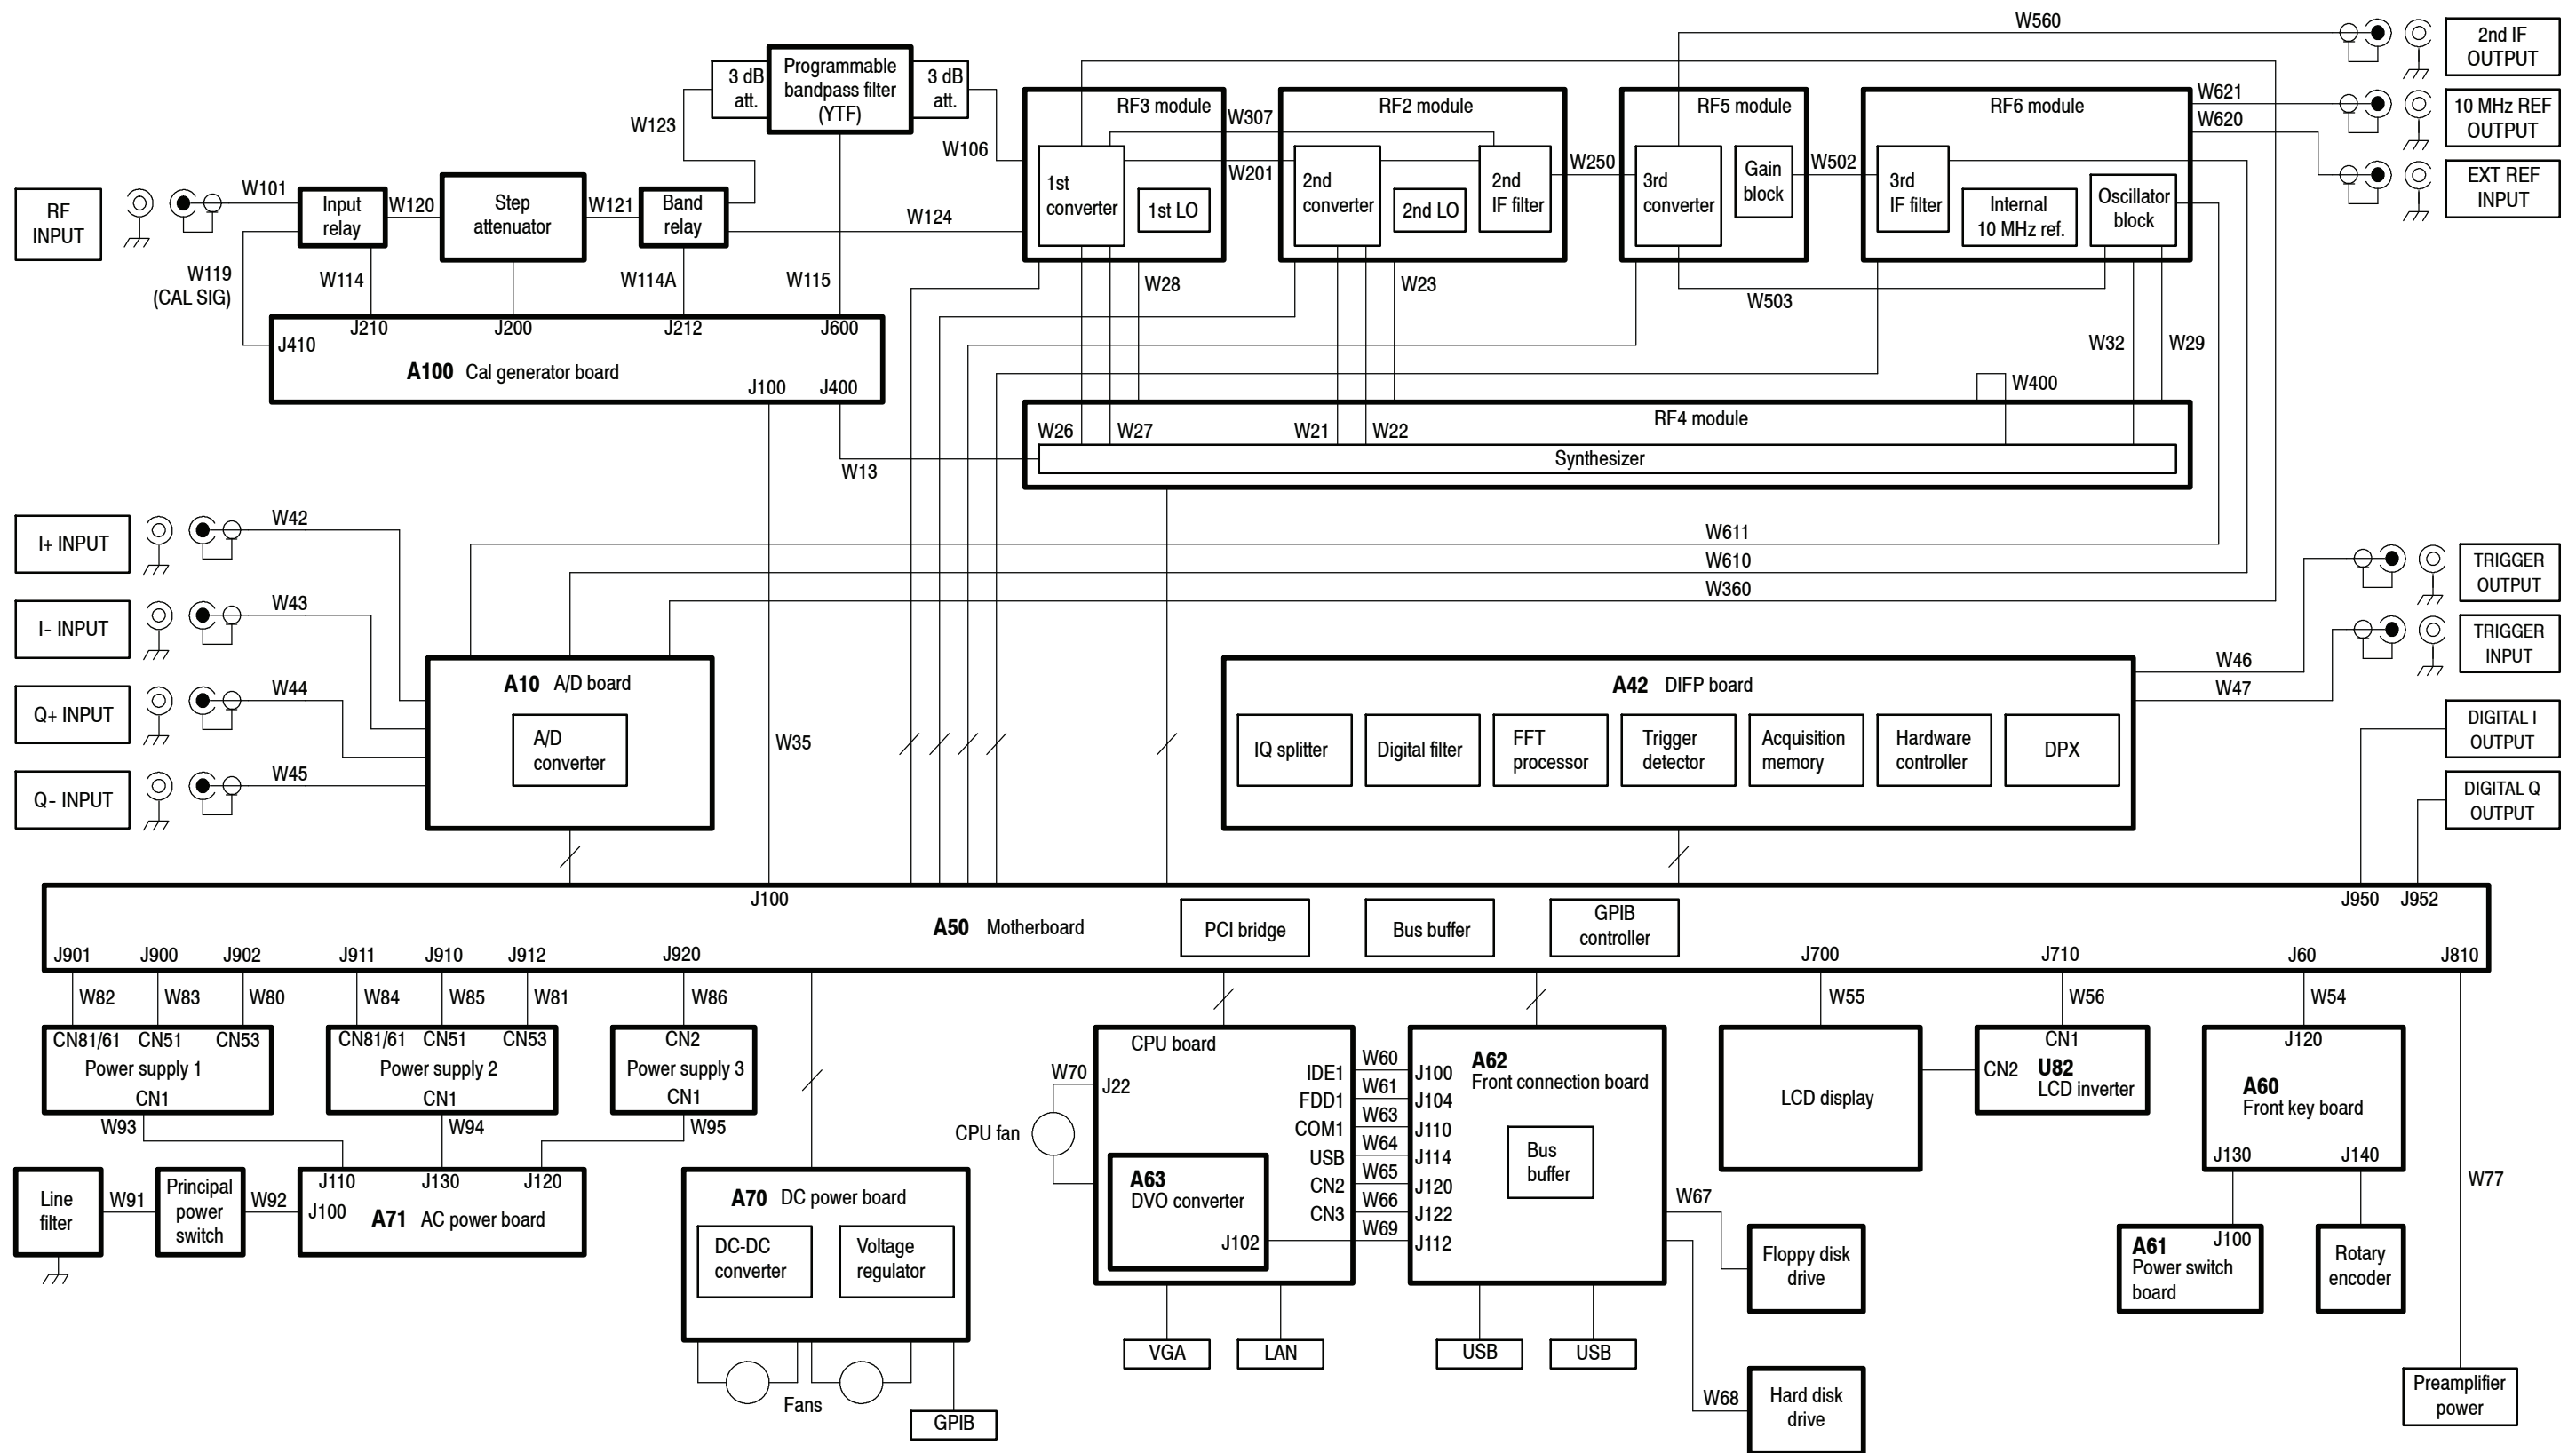 W560
2nd IF
OUTPUT
Programmable
bandpass filter
(YTF)
3 dB
att.
3 dB
att.
RF3 module
RF2 module
RF5 module
RF6 module
W621
10 MHz REF
OUTPUT
W620
W123
W106
W307
W201
W250
W502
1st
converter
1st LO
2nd
converter
2nd LO
2nd
IF filter
3rd
converter
Gain
block
3rd
IF filter
Internal
10 MHz ref.
Oscillator
block
EXT REF
INPUT
RF
INPUT
W101
Input
relay
W120
Step
attenuator
W121
Band
relay
W124
W119
(CAL SIG)
W114
W114A
W115
W28
W23
W503
W32
W29
J210
J200
J212
J600
J410
A100 Cal generator board
J100
J400
W400
RF4 module
W26
W27
W21
W22
Synthesizer
W13
I+ INPUT
W42
W611
W610
W360
I- INPUT
W43
TRIGGER
OUTPUT
TRIGGER
INPUT
Q+ INPUT
W44
A10 A/D board
A/D
converter
W35
A42 DIFP board
W46
W47
IQ splitter
Digital filter
FFT
processor
Trigger
detector
Acquisition
memory
Hardware
controller
DPX
DIGITAL I
OUTPUT
Q- INPUT
W45
DIGITAL Q
OUTPUT
J100
J950
J952
A50 Motherboard
PCI bridge
Bus buffer
GPIB
controller
J901
J900
J902
J911
J910
J912
J920
J700
J710
J60
J810
W82
W83
W80
W84
W85
W81
W86
W55
W56
W54
CN81/61
CN51
CN53
Power supply 1
CN1
CN81/61
CN51
CN53
Power supply 2
CN1
CN2
Power supply 3
CN1
W93
W94
W95
Line
filter
W91
Principal
power
switch
W92
J110
J130
J120
J100
A71 AC power board
A70 DC power board
DC-DC
converter
Voltage
regulator
Fans
GPIB
CPU board
W70
J22
CPU fan
IDE1
FDD1
COM1
USB
CN2
CN3
A63
DVO converter
J102
W60
W61
W63
W64
W65
W66
W69
J100
J104
J110
J114
J120
J122
J112
A62
Front connection board
Bus
buffer
VGA
LAN
USB
USB
W67
W68
Floppy disk
drive
Hard disk
drive
LCD display
CN1
CN2
U82
LCD inverter
J120
A60
Front key board
J130
J140
J100
A61
Power switch
board
Rotary
encoder
W77
Preamplifier
power